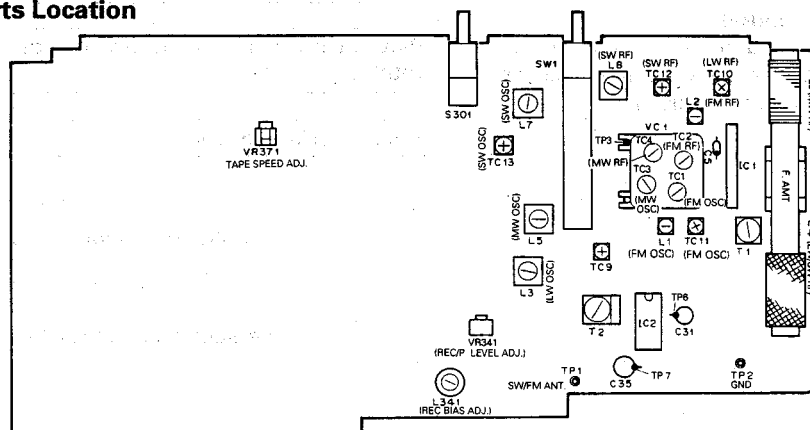 rts Location
S301
SW1
(SW RF)
L8
(SW RF)
TC12
(LW RF)
TC10
L2
(FM RF)
(SW OSC)
L7
VR371
TAPE SPEED ADJ.
(SW OSC)
TC13
VC1
TP3
TC4
TC2
(FM RF)
C5
IC1
(MW RF)
TC3
TC1
(MW
OSC)
(FM OSC)
F. ANT
(MW OSC)
L5
L1
(FM OSC)
TC11
(FM OSC)
T1
TC9
L3
(LW OSC)
T2
IC2
TP6
C31
VR341
(REC/P LEVEL ADJ.)
L341
(REC BIAS ADJ.)
SW/FM ANT.
TP1
C35
TP7
TP2
GND